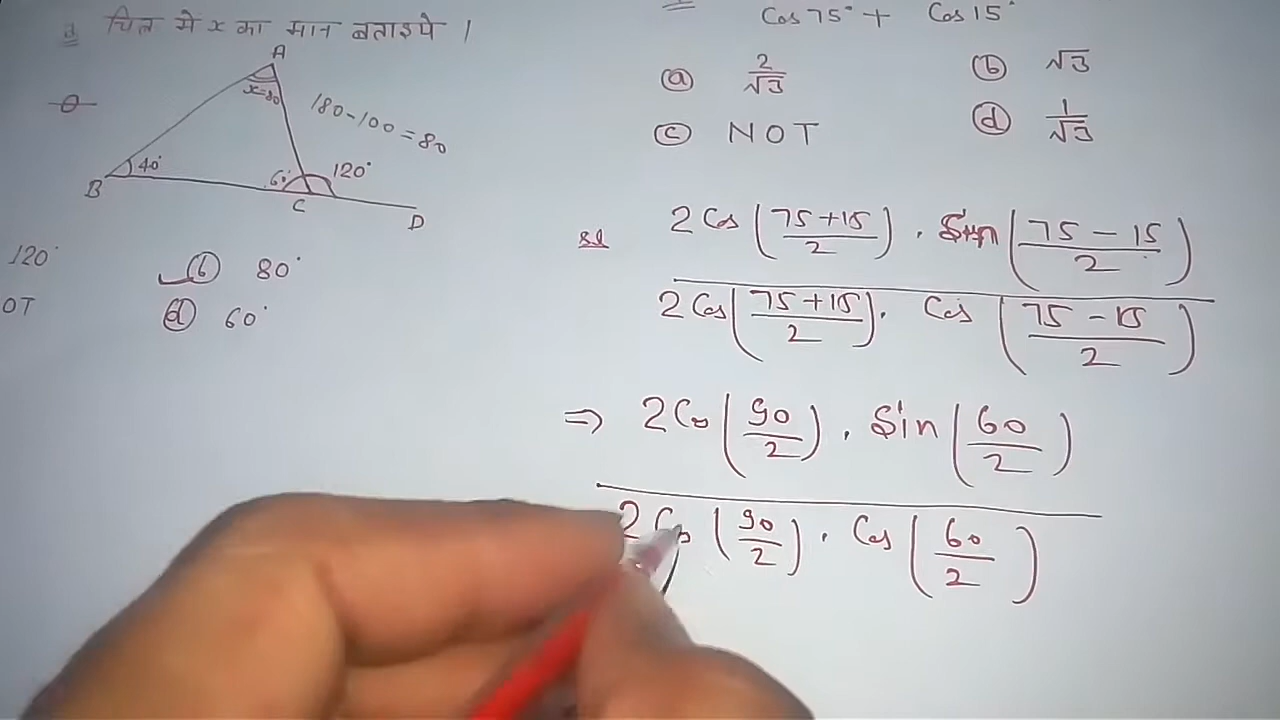 चित्र में x का मान बताइये ।
A
x=80
180-100=80
40°
60°
120°
B
C
D
120°
(b) 80°
OT
(d) 60°
Cos 75° + Cos 15°
(a) 2/√3
(b) √3
(c) NOT
(d) 1/√3
2 Cos (75+15/2) . Sin (75-15/2)
2 Cos (75+15/2) . Cos (75-15/2)
⇒ 2 Cos (90/2) . Sin (60/2)
2 Cos (90/2) . Cos (60/2)